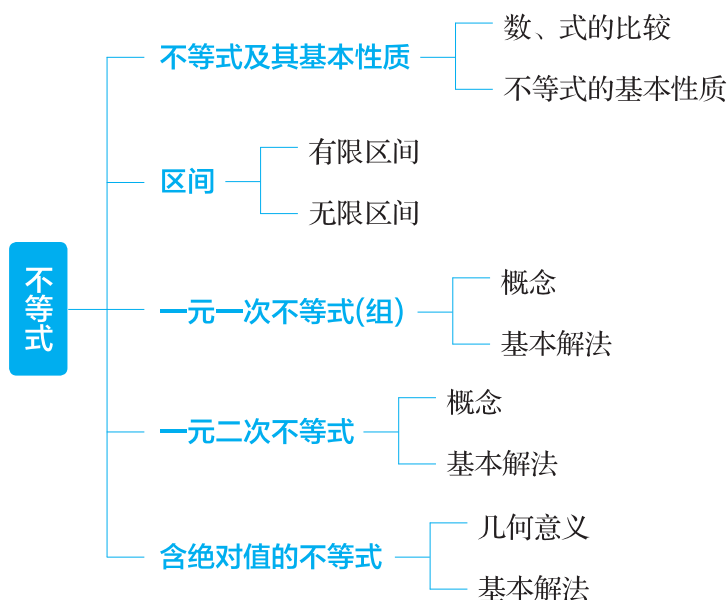 不等式
不等式及其基本性质
数、式的比较
不等式的基本性质
区间
有限区间
无限区间
一元一次不等式(组)
概念
基本解法
一元二次不等式
概念
基本解法
含绝对值的不等式
几何意义
基本解法